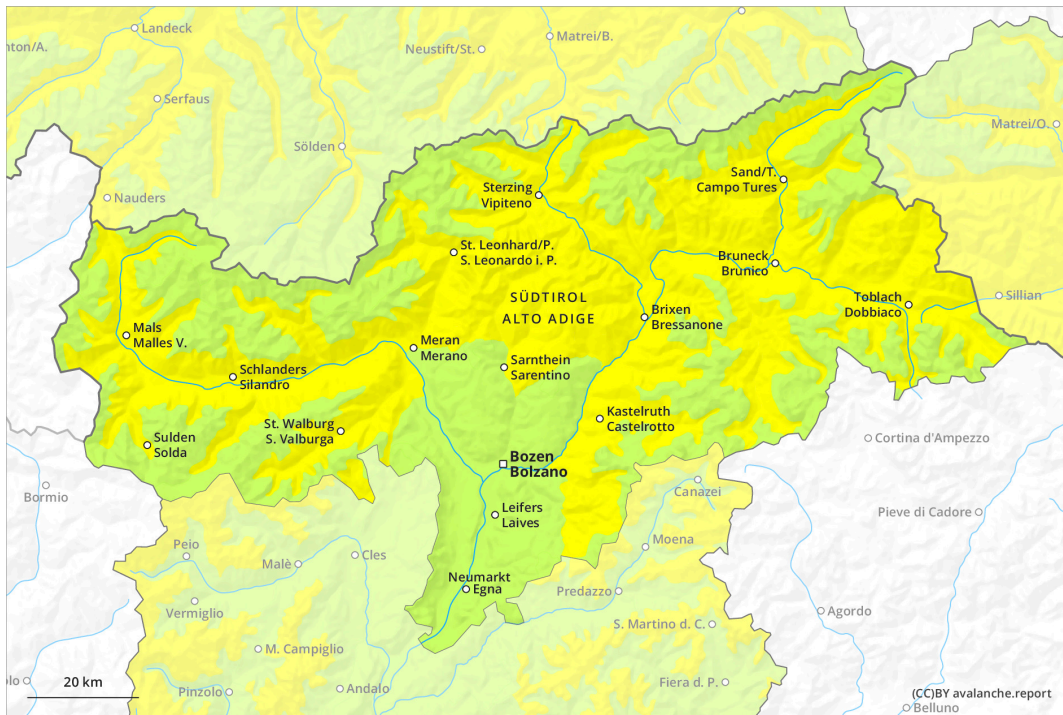 Landeck
nton/A.
Neustift/St.
Matrei/B.
Serfaus
Matrei/O.
Sölden
Sand/T.
Campo Tures
Nauders
Sterzing
Vipiteno
St. Leonhard/P.
S. Leonardo i. P.
Bruneck
Brunico
SÜDTIROL
ALTO ADIGE
Toblach
Dobbiaco
Sillian
Brixen
Bressanone
Mals
Malles V.
Meran
Merano
Sarnthein
Sarentino
Schlanders
Silandro
Kastelruth
Castelrotto
St. Walburg
S. Valburga
Sulden
Solda
Cortina d'Ampezzo
Bozen
Bolzano
Bormio
Canazei
Leifers
Laives
Pieve di Cadore
Moena
Peio
Cles
Malè
Neumarkt
Egna
Predazzo
Vermiglio
Agordo
S. Martino d. C.
M. Campiglio
olo
20 km
Pinzolo
Andalo
Fiera d. P.
(CC)BY avalanche.report
Belluno